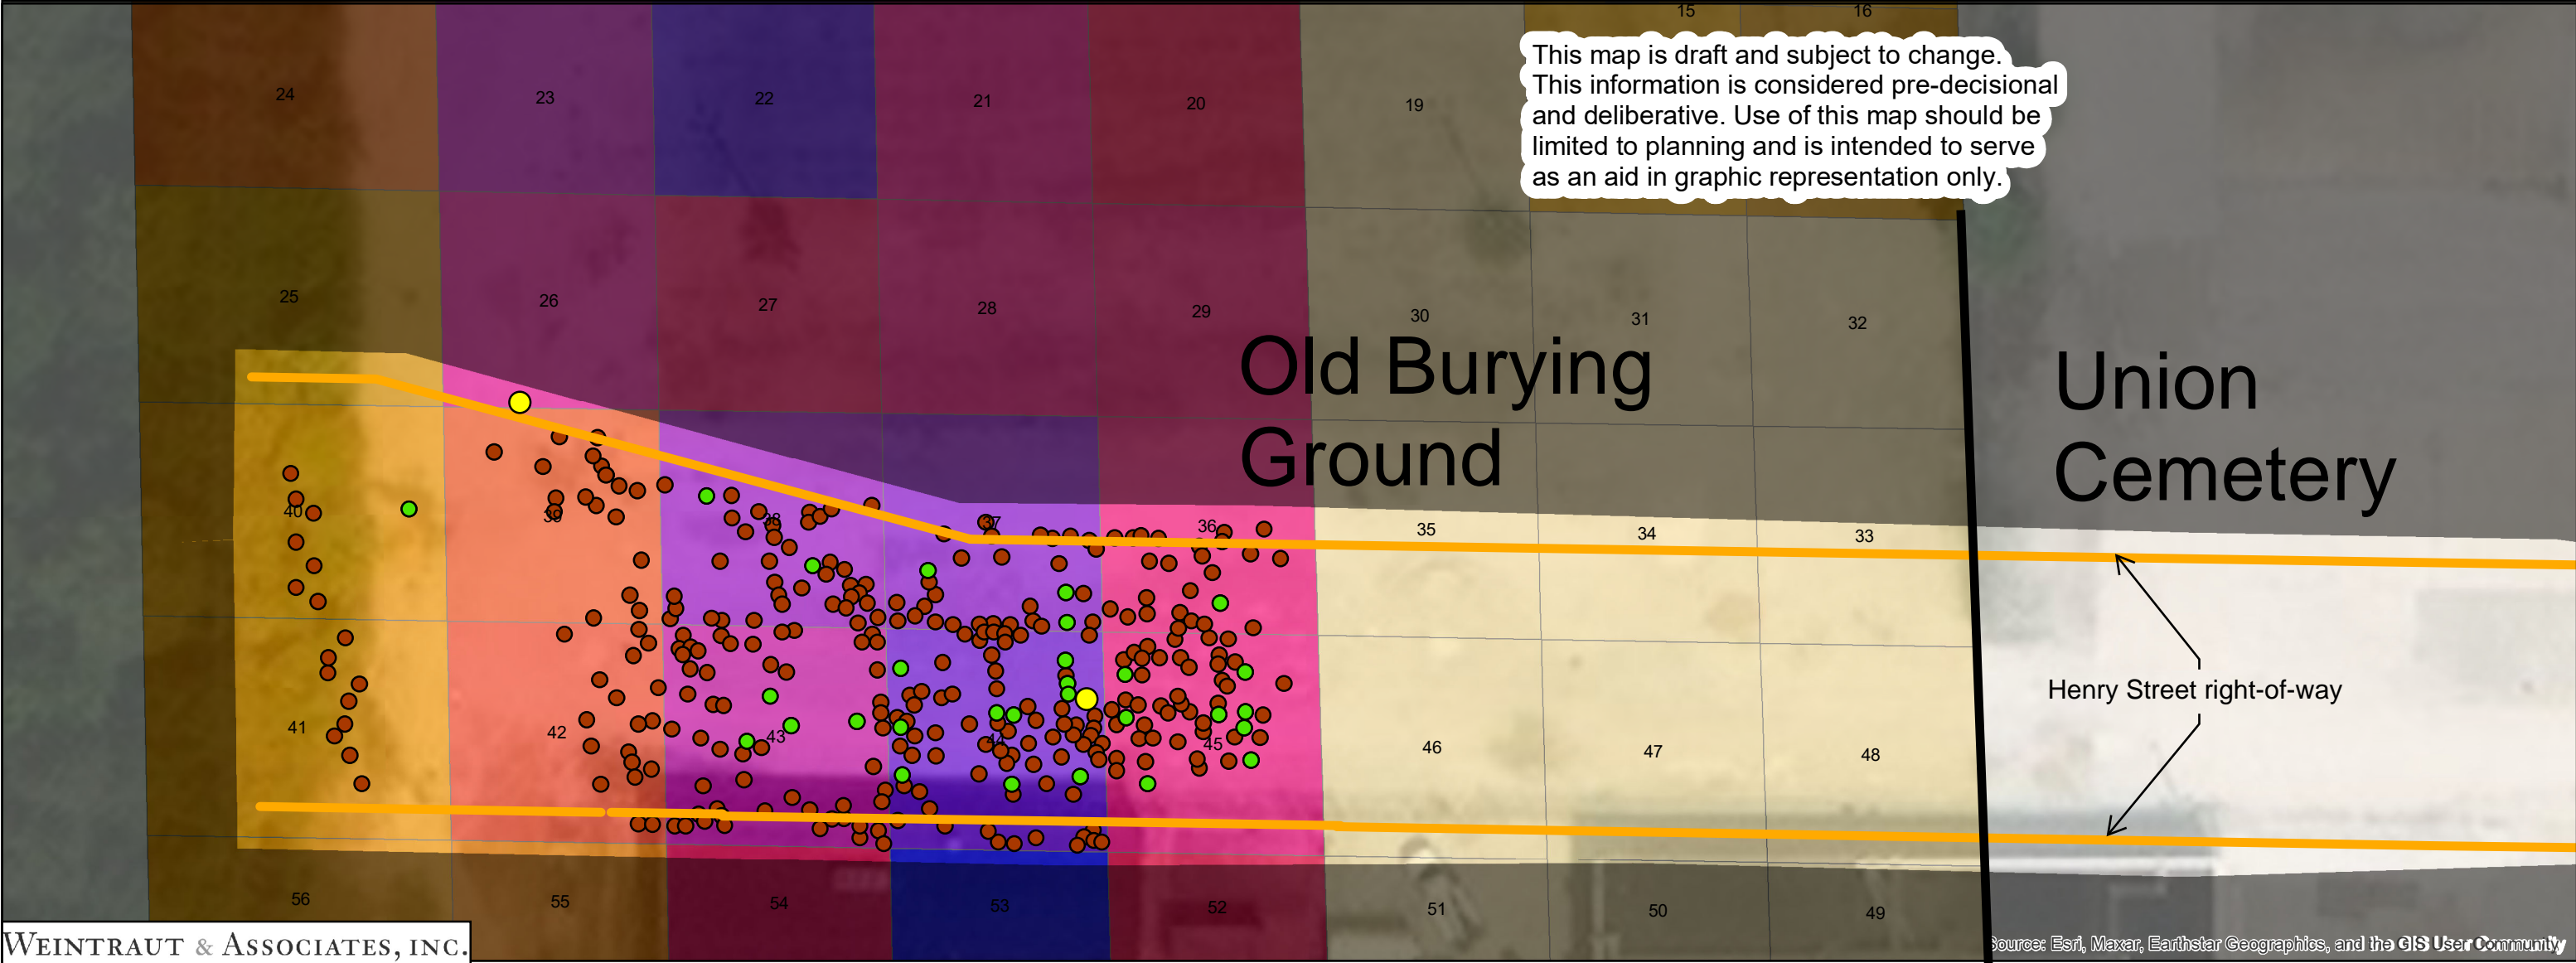 15 16
This map is draft and subject to change.
This information is considered pre-decisional
and deliberative. Use of this map should be
limited to planning and is intended to serve
as an aid in graphic representation only.
24 23 22 21 20 19
25 26 27 28 29 30 31 32
Old Burying
Ground
Union
Cemetery
40 39 38 37 36 35 34 33
Henry Street right-of-way
41 42 43 44 45 46 47 48
56 55 54 53 52 51 50 49
WEINTRAUT & ASSOCIATES, INC.
Source: Esri, Maxar, Earthstar Geographics, and the GIS User Community